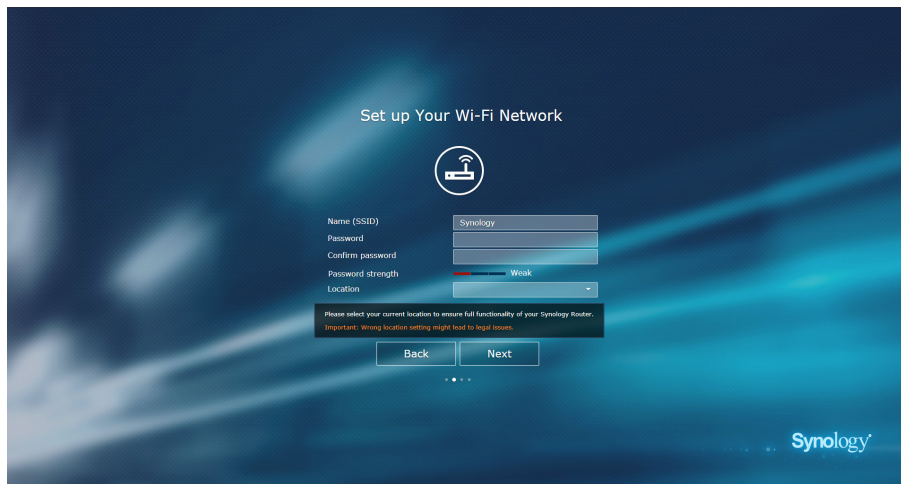 Set up Your Wi-Fi Network
Name (SSID) Synology
Password
Confirm password
Password strength Weak
Location
Please select your current location to ensure full functionality of your Synology Router.
Important: Wrong location setting might lead to legal issues.
Back Next
Synology